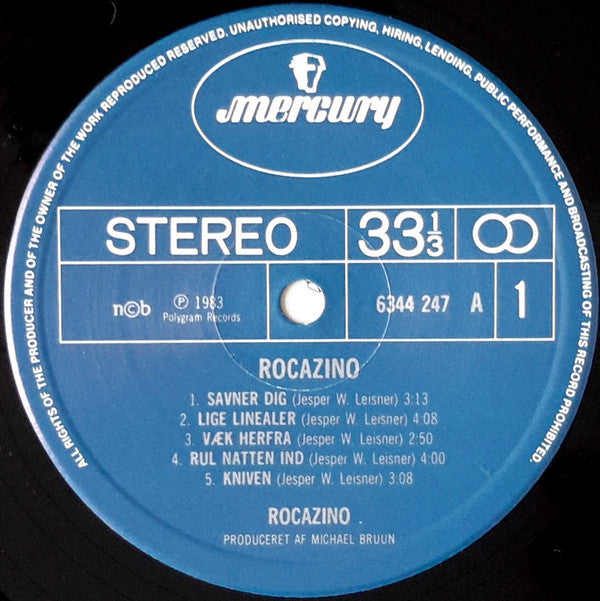 ALL RIGHTS OF THE PRODUCER AND OF THE OWNER OF THE WORK REPRODUCED RESERVED. UNAUTHORISED COPYING, HIRING, LENDING, PUBLIC PERFORMANCE AND BROADCASTING OF THIS RECORD PROHIBITED.
mercury
STEREO 33 1/3
n©b ℗ 1983 6344 247 A 1
Polygram Records
ROCAZINO
1. SAVNER DIG (Jesper W. Leisner) 3:13
2. LIGE LINEALER (Jesper W. Leisner) 4:08
3. VÆK HERFRA (Jesper W. Leisner) 2:50
4. RUL NATTEN IND (Jesper W. Leisner) 4:00
5. KNIVEN (Jesper W. Leisner) 3:08
ROCAZINO
PRODUCERET AF MICHAEL BRUUN